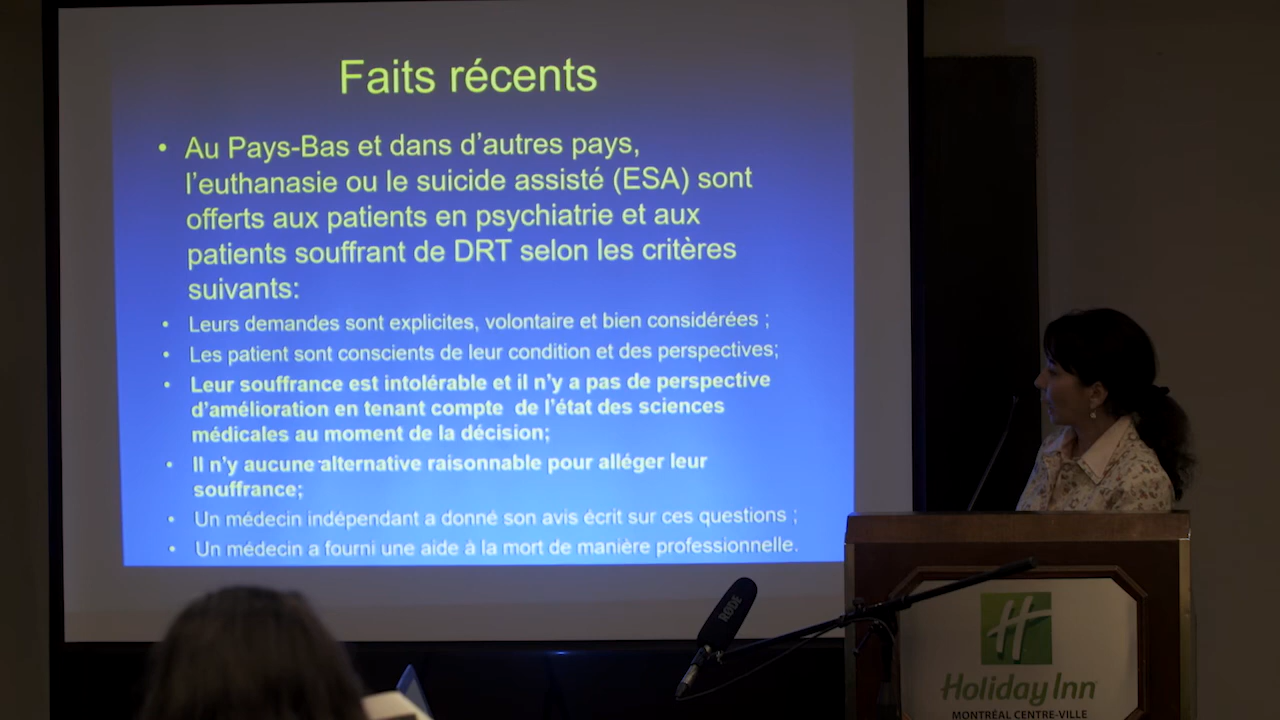 Faits récents
• Au Pays-Bas et dans d'autres pays,
l'euthanasie ou le suicide assisté (ESA) sont
offerts aux patients en psychiatrie et aux
patients souffrant de DRT selon les critères
suivants:
• Leurs demandes sont explicites, volontaire et bien considérées ;
• Les patient sont conscients de leur condition et des perspectives;
• Leur souffrance est intolérable et il n'y a pas de perspective
d'amélioration en tenant compte de l'état des sciences
médicales au moment de la décision;
• Il n'y aucune alternative raisonnable pour alléger leur
souffrance;
• Un médecin indépendant a donné son avis écrit sur ces questions ;
• Un médecin a fourni une aide à la mort de manière professionnelle.
RØDE
H
Holiday Inn
MONTRÉAL CENTRE-VILLE